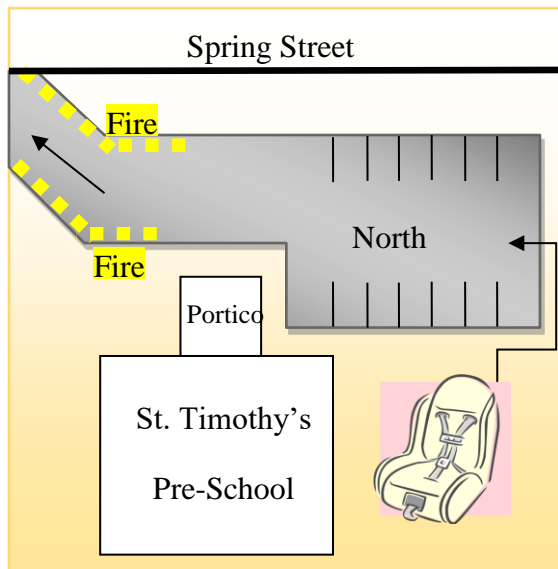 Spring Street
Fire
North
Fire
Portico
St. Timothy’s
Pre-School